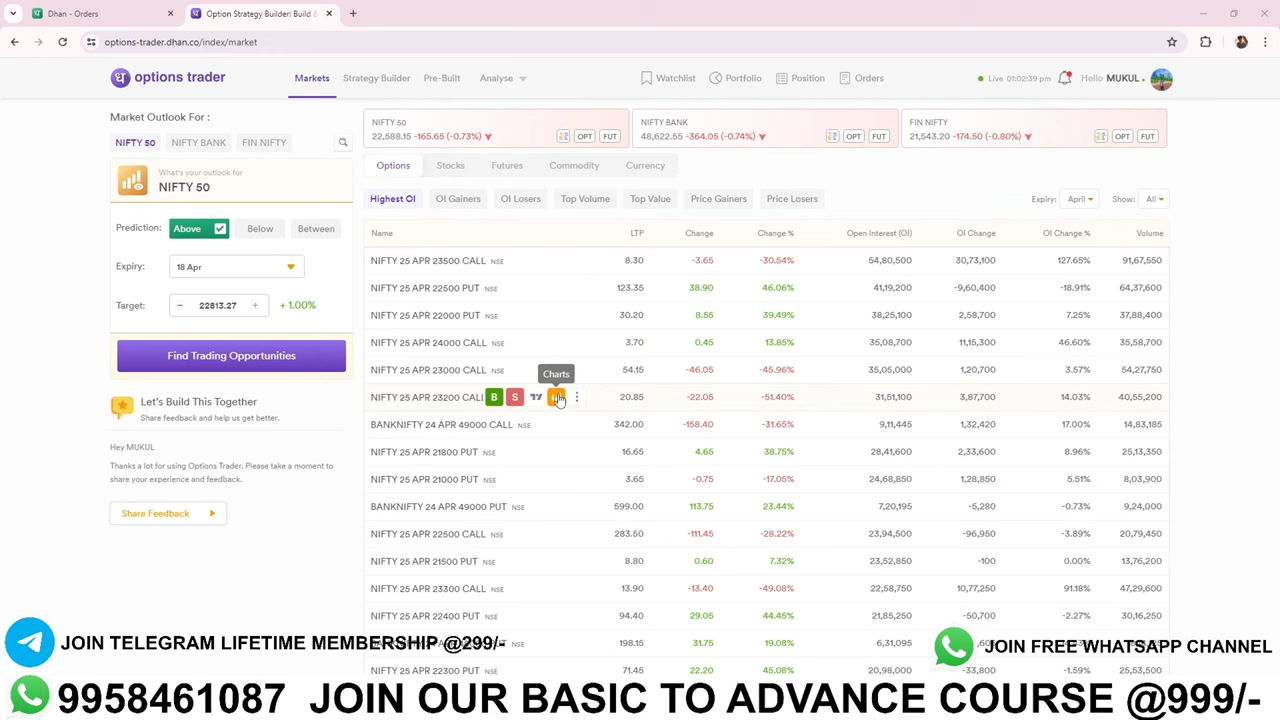 Dhan - Orders
Option Strategy Builder: Build &
options-trader.dhan.co/index/market
options trader
Markets
Strategy Builder
Pre-Built
Analyse
Watchlist
Portfolio
Position
Orders
Live 01:02:39 pm
Hello MUKUL
Market Outlook For :
NIFTY 50
NIFTY BANK
FIN NIFTY
What's your outlook for
NIFTY 50
Prediction:
Above
Below
Between
Expiry:
18 Apr
Target:
− 22813.27 +
+ 1.00%
Find Trading Opportunities
Let's Build This Together
Share feedback and help us get better.
Hey MUKUL
Thanks a lot for using Options Trader. Please take a moment to
share your experience and feedback.
Share Feedback
NIFTY 50
22,588.15 -165.65 (-0.73%)
OPT FUT
NIFTY BANK
48,622.55 -364.05 (-0.74%)
OPT FUT
FIN NIFTY
21,543.20 -174.50 (-0.80%)
OPT FUT
Options Stocks Futures Commodity Currency
Highest OI OI Gainers OI Losers Top Volume Top Value Price Gainers Price Losers
Expiry: April Show: All
Name LTP Change Change % Open Interest (OI) OI Change OI Change % Volume
NIFTY 25 APR 23500 CALL NSE 8.30 -3.65 -30.54% 54,80,500 30,73,100 127.65% 91,67,550
NIFTY 25 APR 22500 PUT NSE 123.35 38.90 46.06% 41,19,200 -9,60,400 -18.91% 64,37,600
NIFTY 25 APR 22000 PUT NSE 30.20 8.55 39.49% 38,25,100 2,58,700 7.25% 37,88,400
NIFTY 25 APR 24000 CALL NSE 3.70 0.45 13.85% 35,08,700 11,15,300 46.60% 35,58,700
NIFTY 25 APR 23000 CALL NSE 54.15 -46.05 -45.96% 35,05,000 1,20,700 3.57% 54,27,750
Charts
NIFTY 25 APR 23200 CALL B S 20.85 -22.05 -51.40% 31,51,100 3,87,700 14.03% 40,55,200
BANKNIFTY 24 APR 49000 CALL NSE 342.00 -158.40 -31.65% 9,11,445 1,32,420 17.00% 14,83,185
NIFTY 25 APR 21800 PUT NSE 16.65 4.65 38.75% 28,41,600 2,33,600 8.96% 25,13,350
NIFTY 25 APR 21000 PUT NSE 3.65 -0.75 -17.05% 24,68,850 1,28,850 5.51% 8,03,900
BANKNIFTY 24 APR 49000 PUT NSE 599.00 113.75 23.44% 7,20,195 -5,280 -0.73% 9,24,000
NIFTY 25 APR 22500 CALL NSE 283.50 -111.45 -28.22% 23,94,500 -96,950 -3.89% 20,79,450
NIFTY 25 APR 21500 PUT NSE 8.80 0.60 7.32% 23,52,850 -100 0.00% 13,76,200
NIFTY 25 APR 23300 CALL NSE 13.90 -13.40 -49.08% 22,58,750 10,77,250 91.18% 47,29,600
NIFTY 25 APR 22400 PUT NSE 94.40 29.05 44.45% 21,85,250 -50,700 -2.27% 30,16,250
198.15 31.75 19.08% 6,31,095
NIFTY 25 APR 22300 PUT NSE 71.45 22.20 45.08% 20,98,000 -33,800 -1.59% 25,53,500
JOIN TELEGRAM LIFETIME MEMBERSHIP @299/-
JOIN FREE WHATSAPP CHANNEL
9958461087 JOIN OUR BASIC TO ADVANCE COURSE @999/-